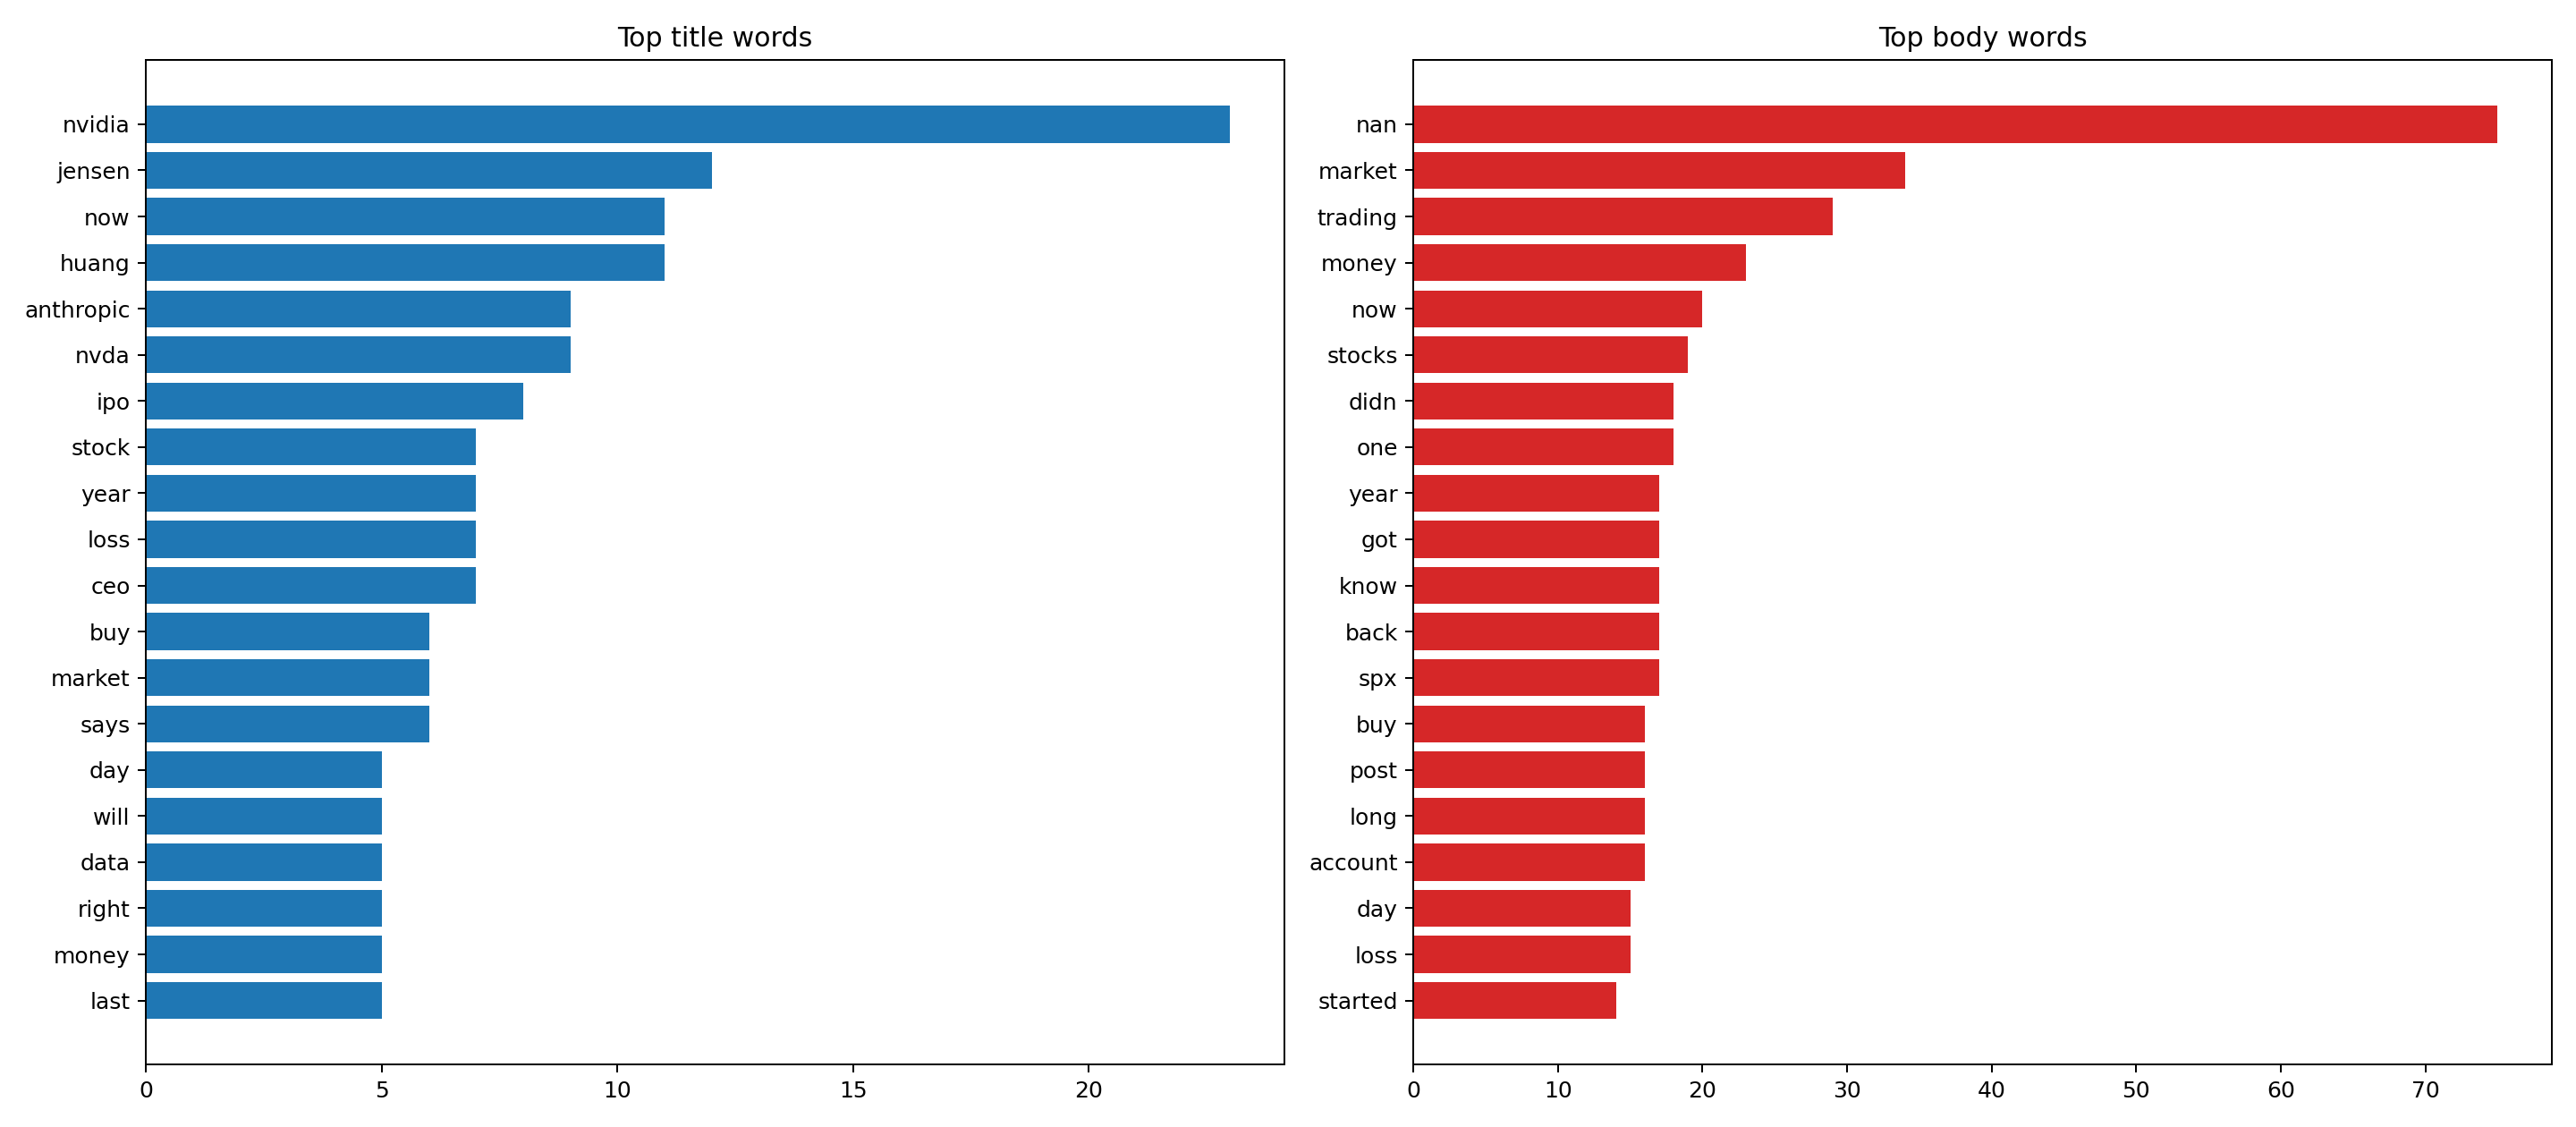 Top title words
nvidia
jensen
now
huang
anthropic
nvda
ipo
stock
year
loss
ceo
buy
market
says
day
will
data
right
money
last
0 5 10 15 20
Top body words
nan
market
trading
money
now
stocks
didn
one
year
got
know
back
spx
buy
post
long
account
day
loss
started
0 10 20 30 40 50 60 70